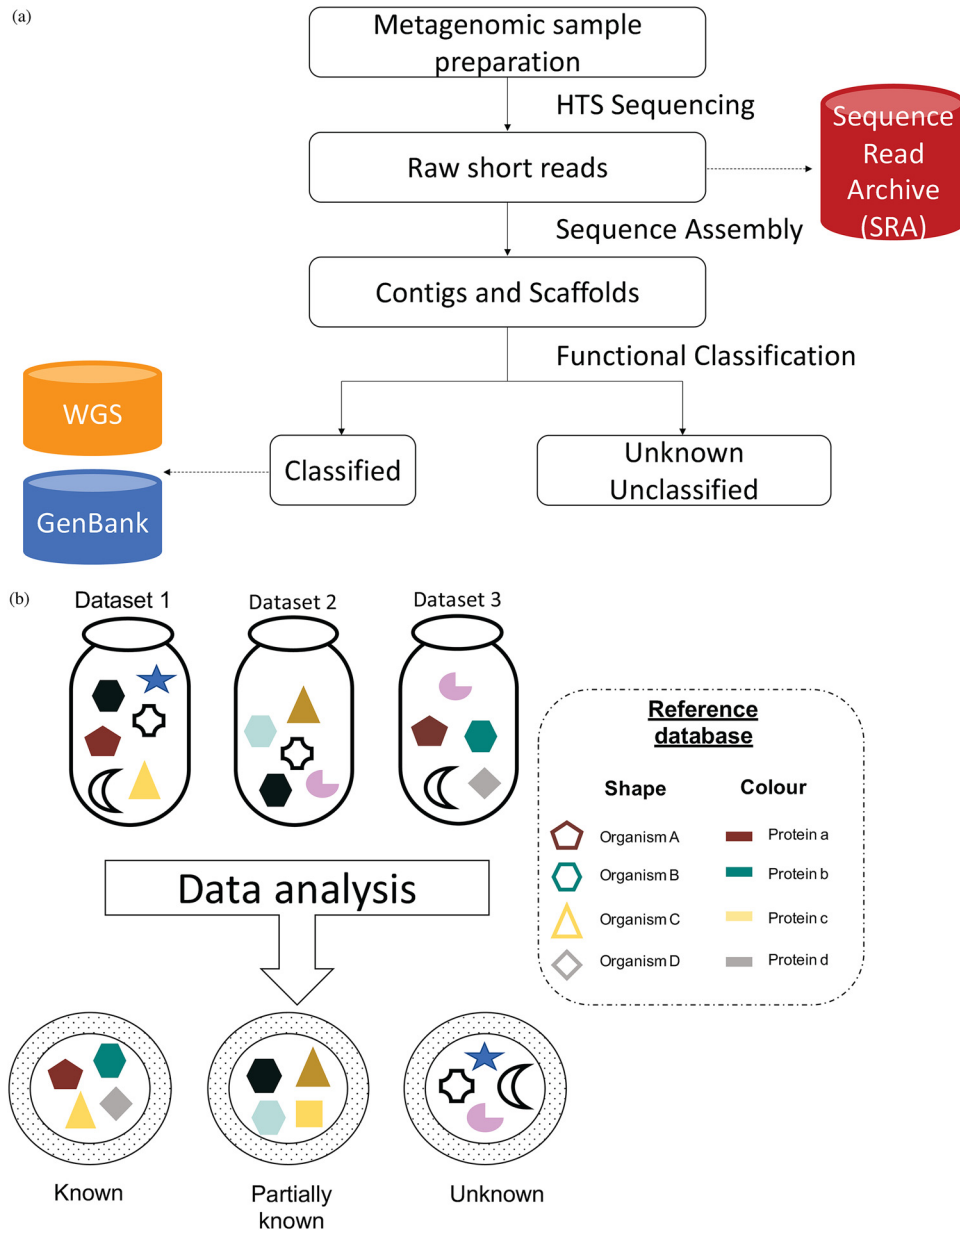 (a)
Metagenomic sample
preparation
HTS Sequencing
Raw short reads
Sequence
Read
Archive
(SRA)
Sequence Assembly
Contigs and Scaffolds
Functional Classification
WGS
GenBank
Classified
Unknown
Unclassified
(b)
Dataset 1
Dataset 2
Dataset 3
Reference
database
Shape
Colour
Organism A
Protein a
Organism B
Protein b
Organism C
Protein c
Organism D
Protein d
Data analysis
Known
Partially
known
Unknown